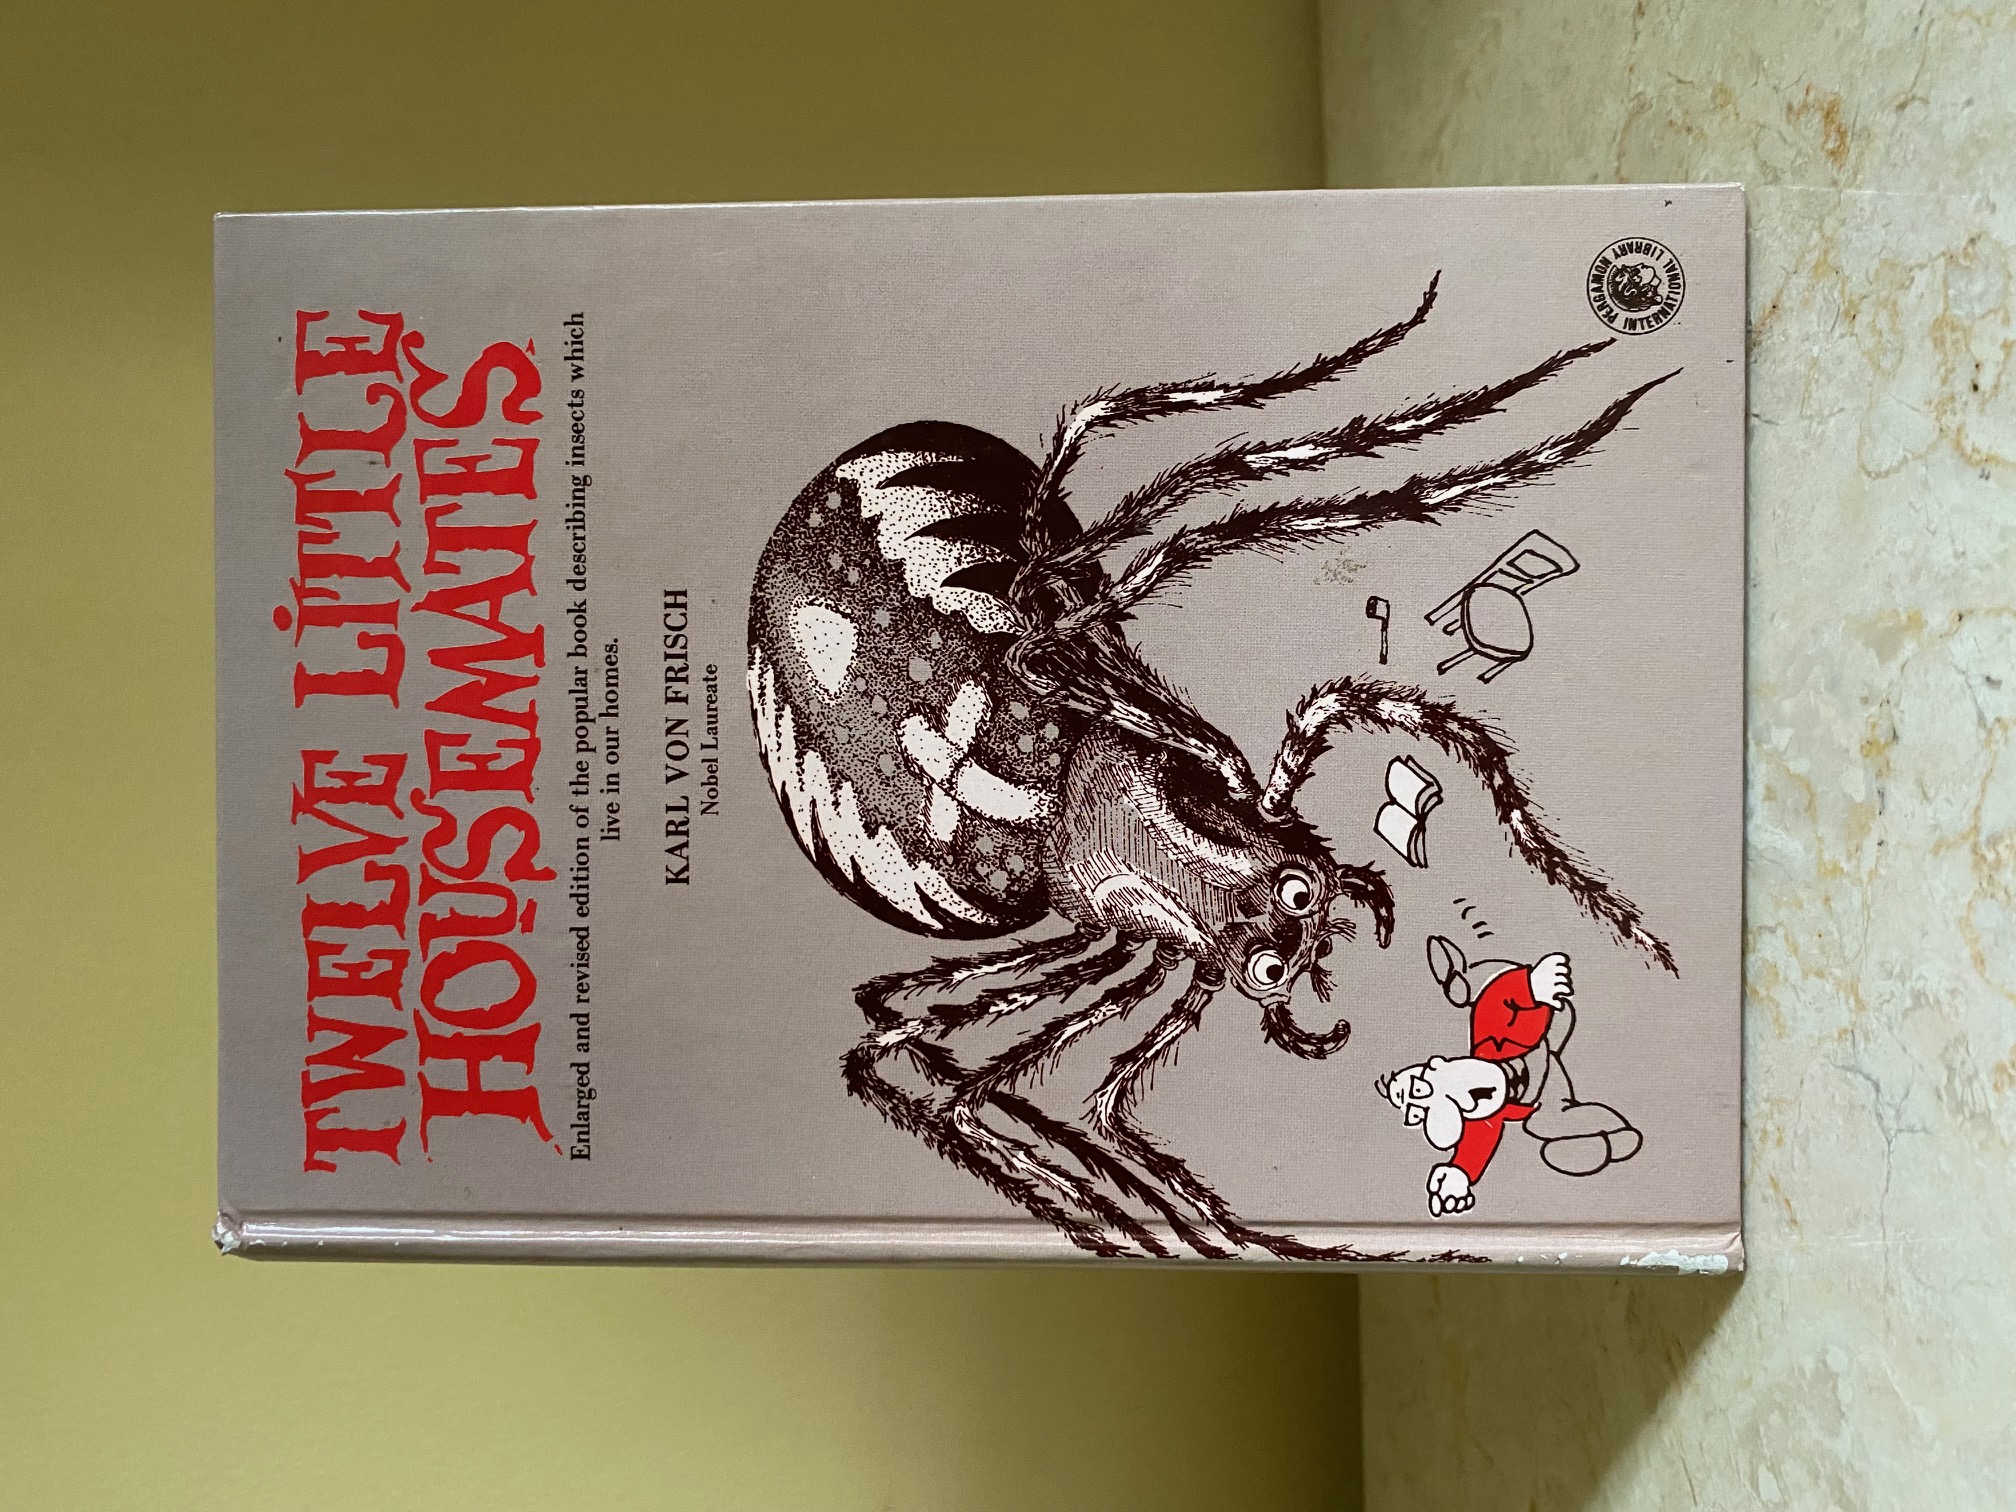 TWELVE LITTLE
HOUSEMATES
Enlarged and revised edition of the popular book describing insects which
live in our homes.
KARL VON FRISCH
Nobel Laureate
PERGAMON INTERNATIONAL LIBRARY